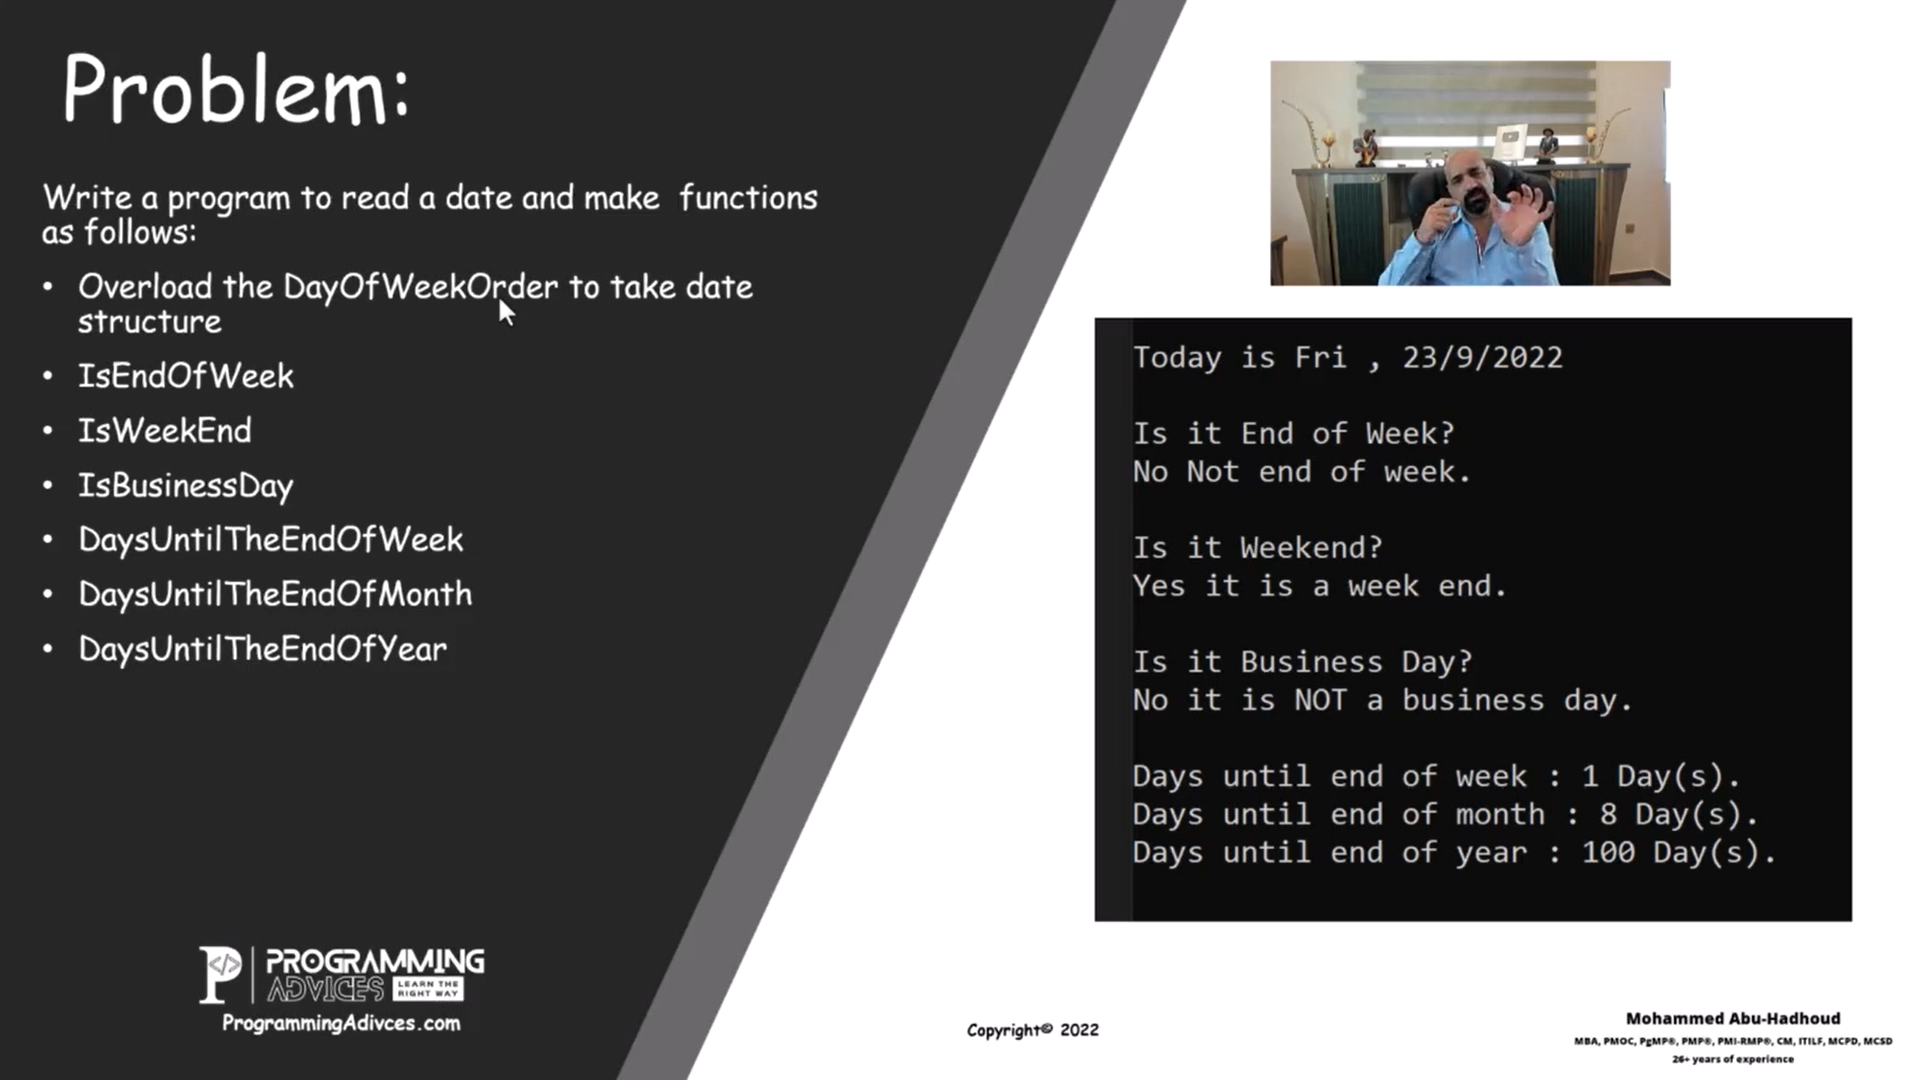 Problem:
Write a program to read a date and make functions
as follows:
• Overload the DayOfWeekOrder to take date
structure
• IsEndOfWeek
• IsWeekEnd
• IsBusinessDay
• DaysUntilTheEndOfWeek
• DaysUntilTheEndOfMonth
• DaysUntilTheEndOfYear
Today is Fri , 23/9/2022
Is it End of Week?
No Not end of week.
Is it Weekend?
Yes it is a week end.
Is it Business Day?
No it is NOT a business day.
Days until end of week : 1 Day(s).
Days until end of month : 8 Day(s).
Days until end of year : 100 Day(s).
P </>
PROGRAMMING
ADVICES LEARN THE
RIGHT WAY
ProgrammingAdivces.com
Copyright© 2022
Mohammed Abu-Hadhoud
MBA, PMOC, PgMP®, PMP®, PMI-RMP®, CM, ITILF, MCPD, MCSD
26+ years of experience